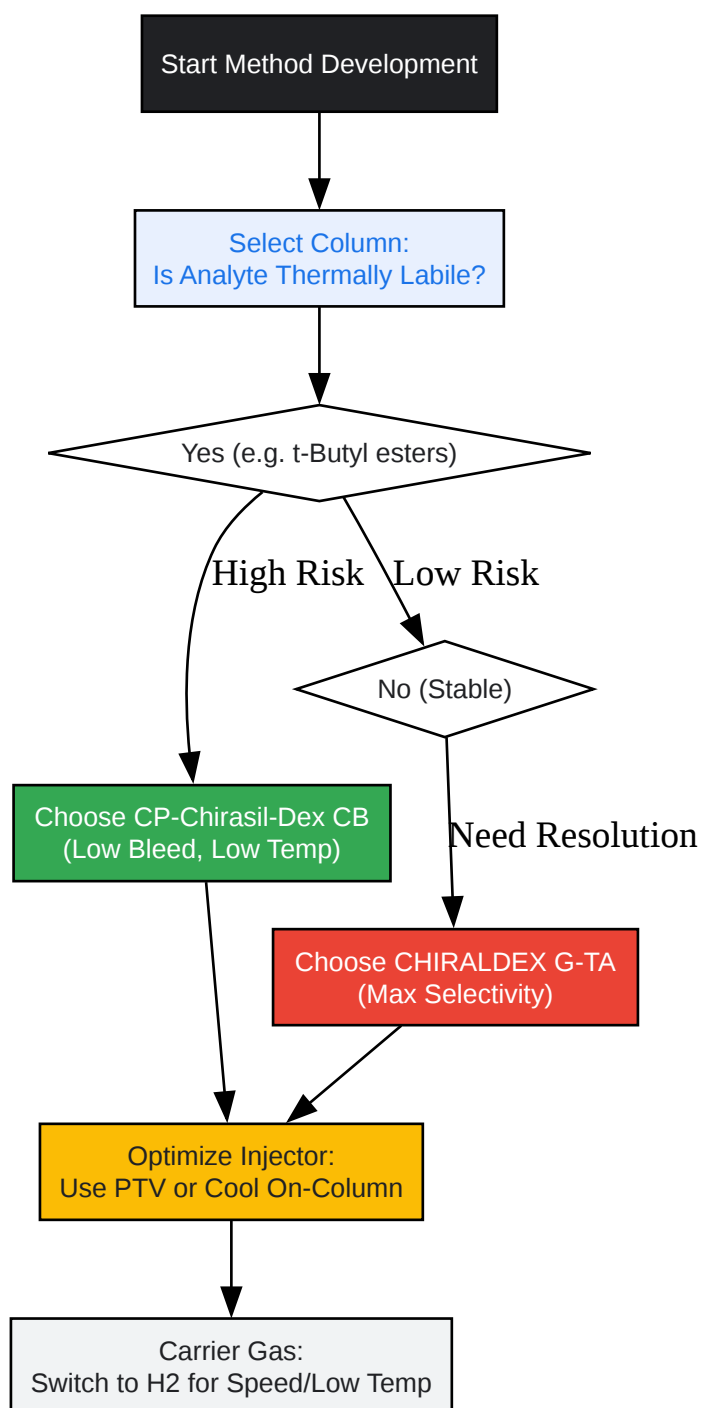 Start Method Development
Select Column:
Is Analyte Thermally Labile?
Yes (e.g. t-Butyl esters)
High Risk
Low Risk
No (Stable)
Choose CP-Chirasil-Dex CB
(Low Bleed, Low Temp)
Need Resolution
Choose CHIRALDEX G-TA
(Max Selectivity)
Optimize Injector:
Use PTV or Cool On-Column
Carrier Gas:
Switch to H2 for Speed/Low Temp